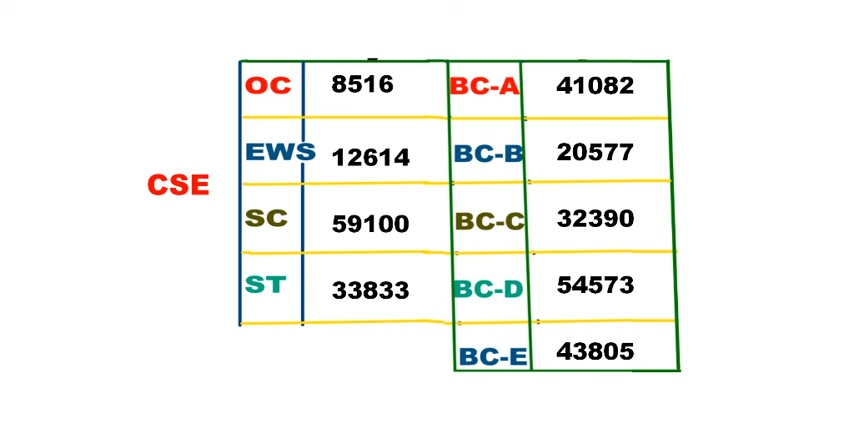 OC 8516 BC-A 41082
EWS 12614 BC-B 20577
CSE
SC 59100 BC-C 32390
ST 33833 BC-D 54573
BC-E 43805